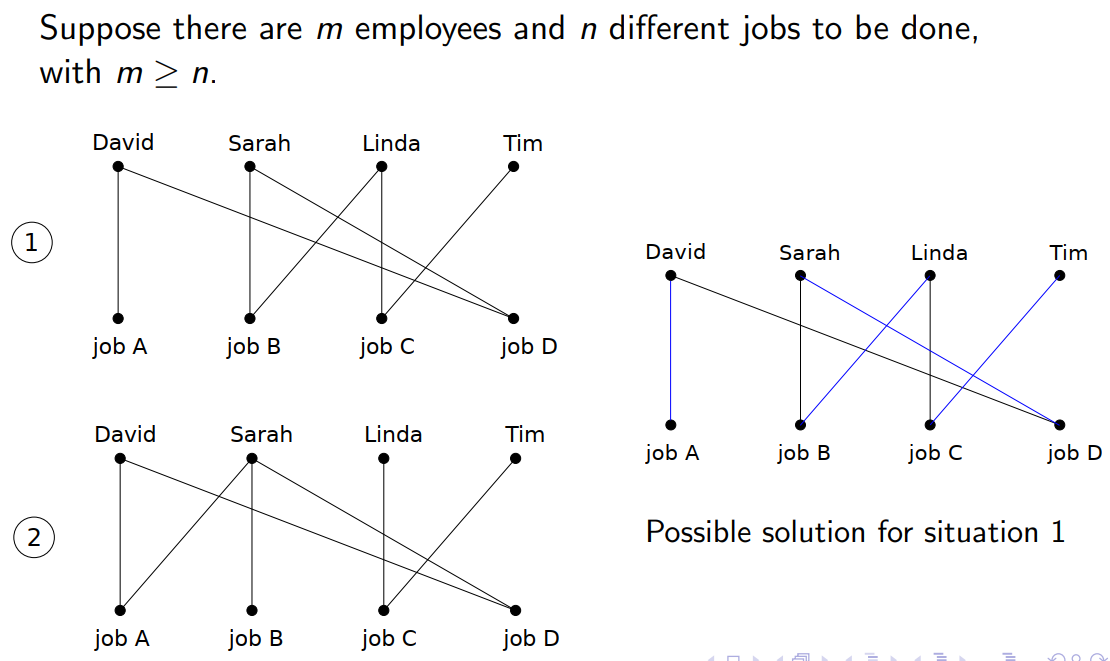 Suppose there are m employees and n different jobs to be done,
with m ≥ n.
David Sarah Linda Tim
1
job A job B job C job D
David Sarah Linda Tim
2
job A job B job C job D
David Sarah Linda Tim
job A job B job C job D
Possible solution for situation 1